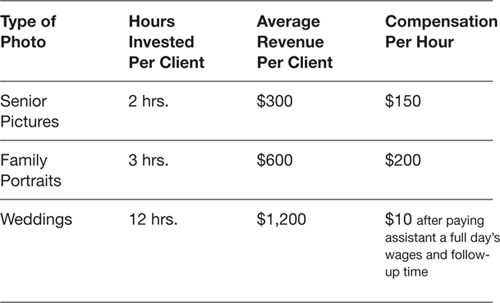 Type of Photo Hours Invested Per Client Average Revenue Per Client Compensation Per Hour
Senior Pictures 2 hrs. $300 $150
Family Portraits 3 hrs. $600 $200
Weddings 12 hrs. $1,200 $10 after paying assistant a full day's wages and follow-up time